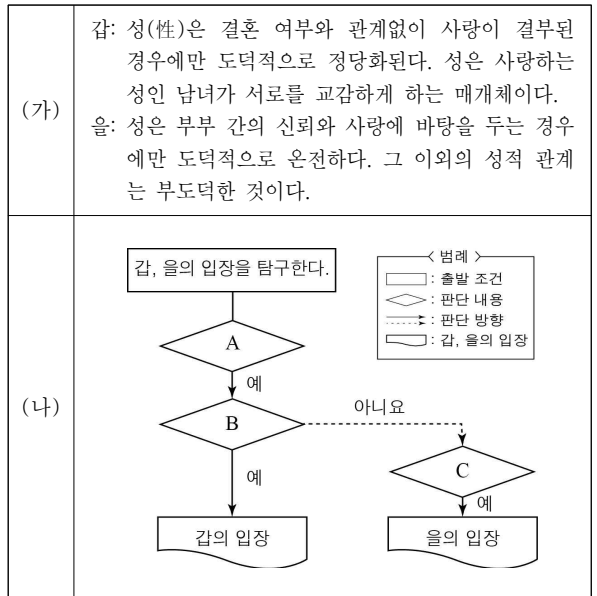 (가)
갑: 성(性)은 결혼 여부와 관계없이 사랑이 결부된
경우에만 도덕적으로 정당화된다. 성은 사랑하는
성인 남녀가 서로를 교감하게 하는 매개체이다.
을: 성은 부부 간의 신뢰와 사랑에 바탕을 두는 경우
에만 도덕적으로 온전하다. 그 이외의 성적 관계
는 부도덕한 것이다.
(나)
갑, 을의 입장을 탐구한다.
범례
: 출발 조건
: 판단 내용
: 판단 방향
: 갑, 을의 입장
A
예
B
아니요
예
C
예
갑의 입장
을의 입장